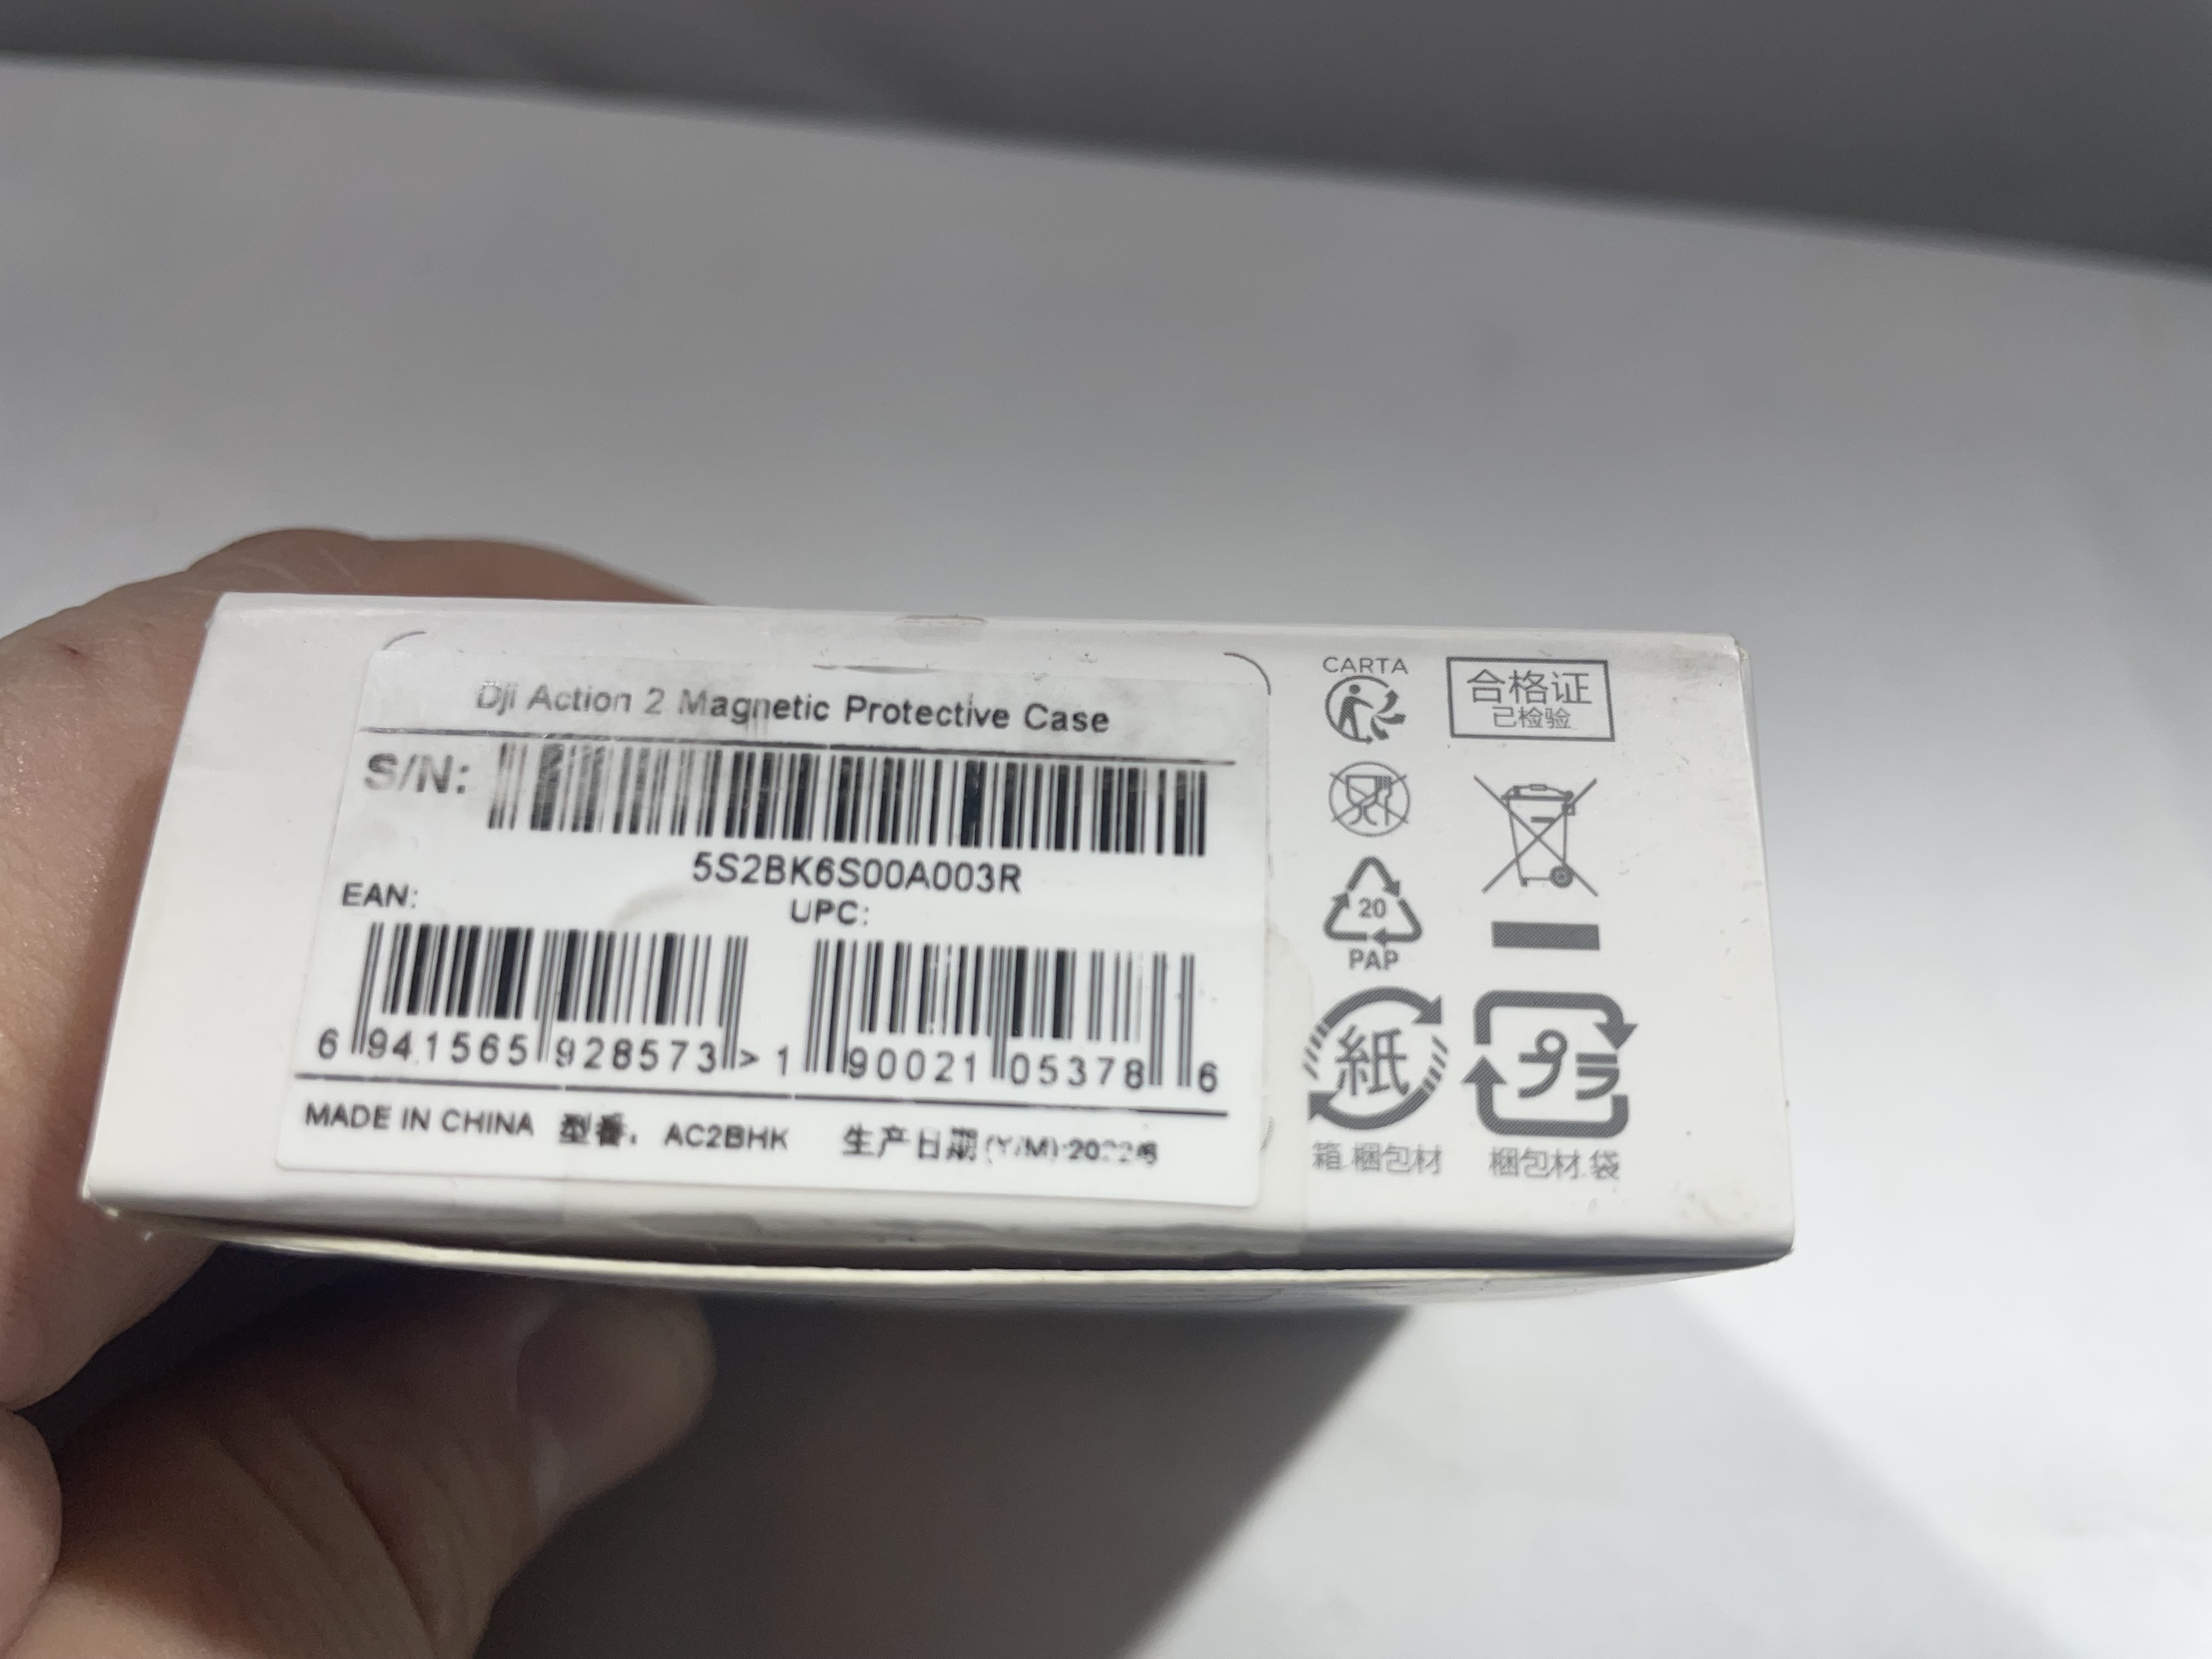 Dji Action 2 Magnetic Protective Case
S/N:
5S2BK6S00A003R
EAN:
UPC:
6 941565 928573 >
1 90021 05378 6
MADE IN CHINA 型番: AC2BHK 生产日期(Y/M):
CARTA
合格证
已检验
20
PAP
紙
プラ
箱.梱包材
梱包材.袋